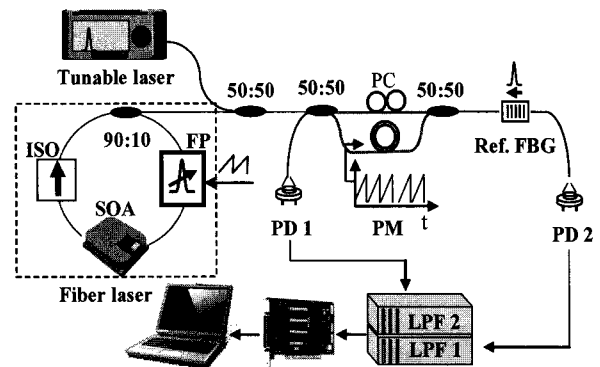 Tunable laser
50:50
50:50
PC
50:50
90:10
ISO
FP
Ref. FBG
SOA
PD 1
PM
t
PD 2
Fiber laser
LPF 2
LPF 1